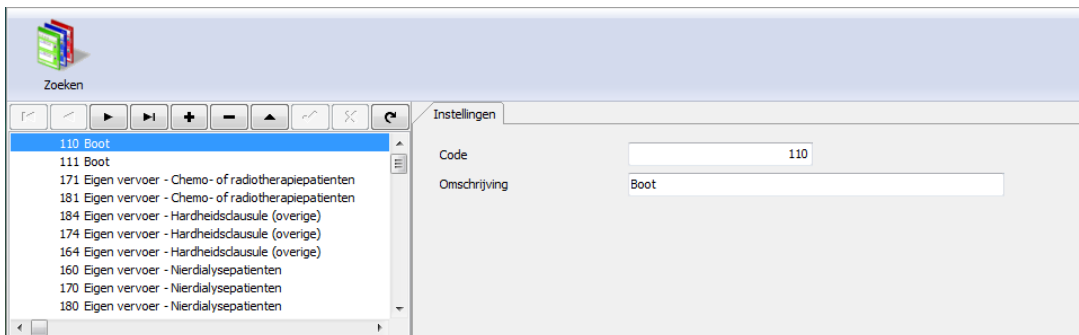 Zoeken
Instellingen
110 Boot
111 Boot
171 Eigen vervoer - Chemo- of radiotherapiepatienten
181 Eigen vervoer - Chemo- of radiotherapiepatienten
184 Eigen vervoer - Hardheidsclausule (overige)
174 Eigen vervoer - Hardheidsclausule (overige)
164 Eigen vervoer - Hardheidsclausule (overige)
160 Eigen vervoer - Nierdialysepatienten
170 Eigen vervoer - Nierdialysepatienten
180 Eigen vervoer - Nierdialysepatienten
Code 110
Omschrijving Boot